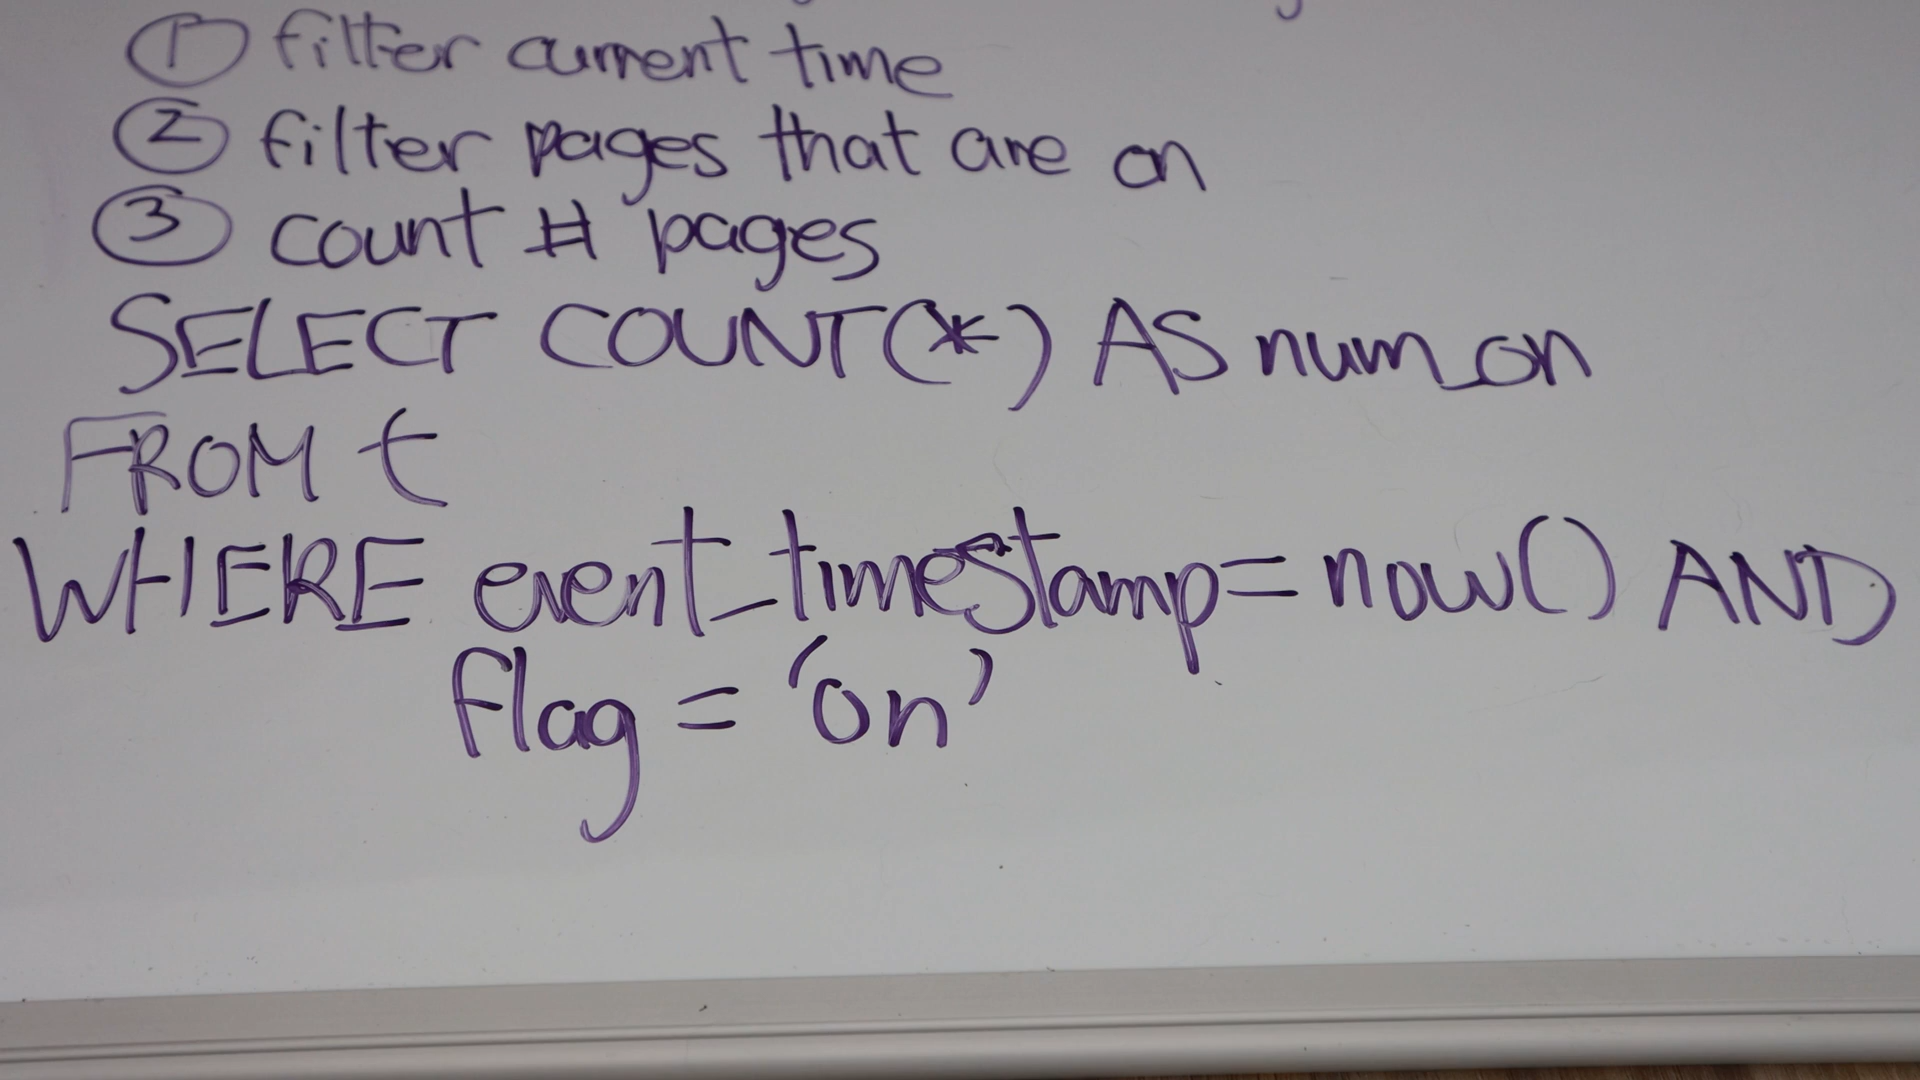 ① filter current time
② filter pages that are on
③ count # pages
SELECT COUNT(*) AS num_on
FROM t
WHERE event_timestamp = now() AND
flag = 'on'